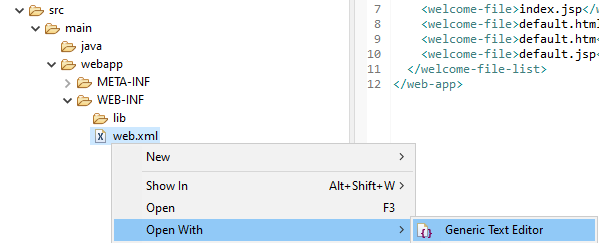 src
main
java
webapp
META-INF
WEB-INF
lib
web.xml
7 <welcome-file>index.jsp</w
8 <welcome-file>default.html
9 <welcome-file>default.htm<
10 <welcome-file>default.jsp<
11 </welcome-file-list>
12 </web-app>
New
Show In Alt+Shift+W
Open F3
Open With
Generic Text Editor